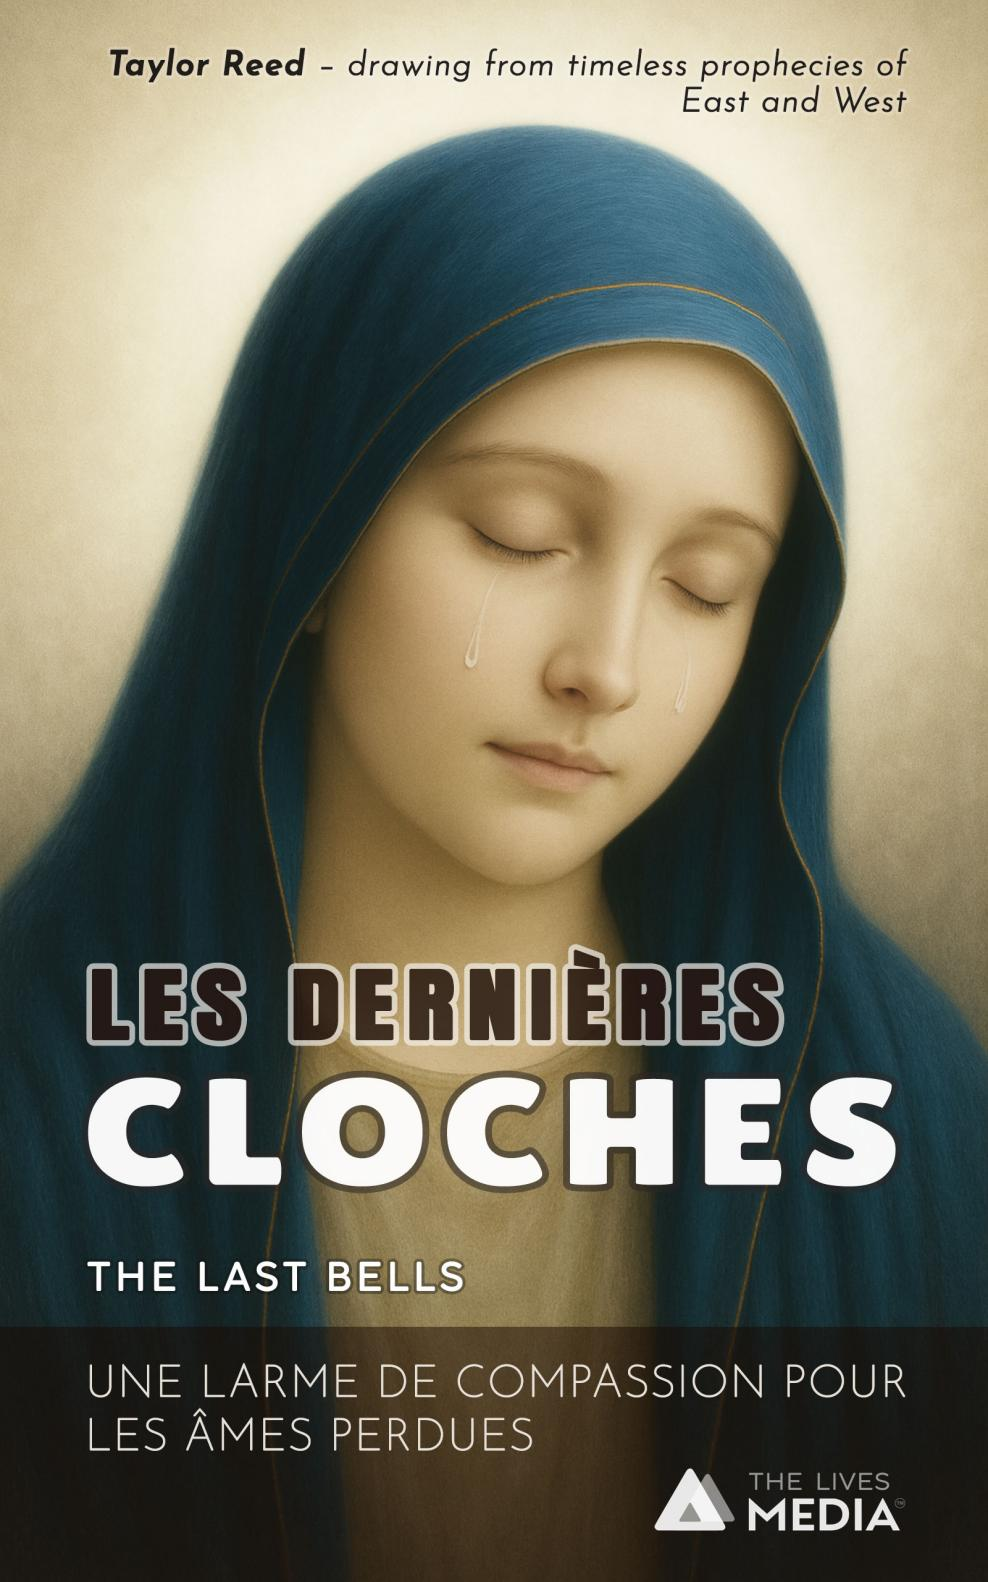 Taylor Reed – drawing from timeless prophecies of
East and West
LES DERNIÈRES
CLOCHES
THE LAST BELLS
UNE LARME DE COMPASSION POUR
LES ÂMES PERDUES
THE LIVES
MEDIA™